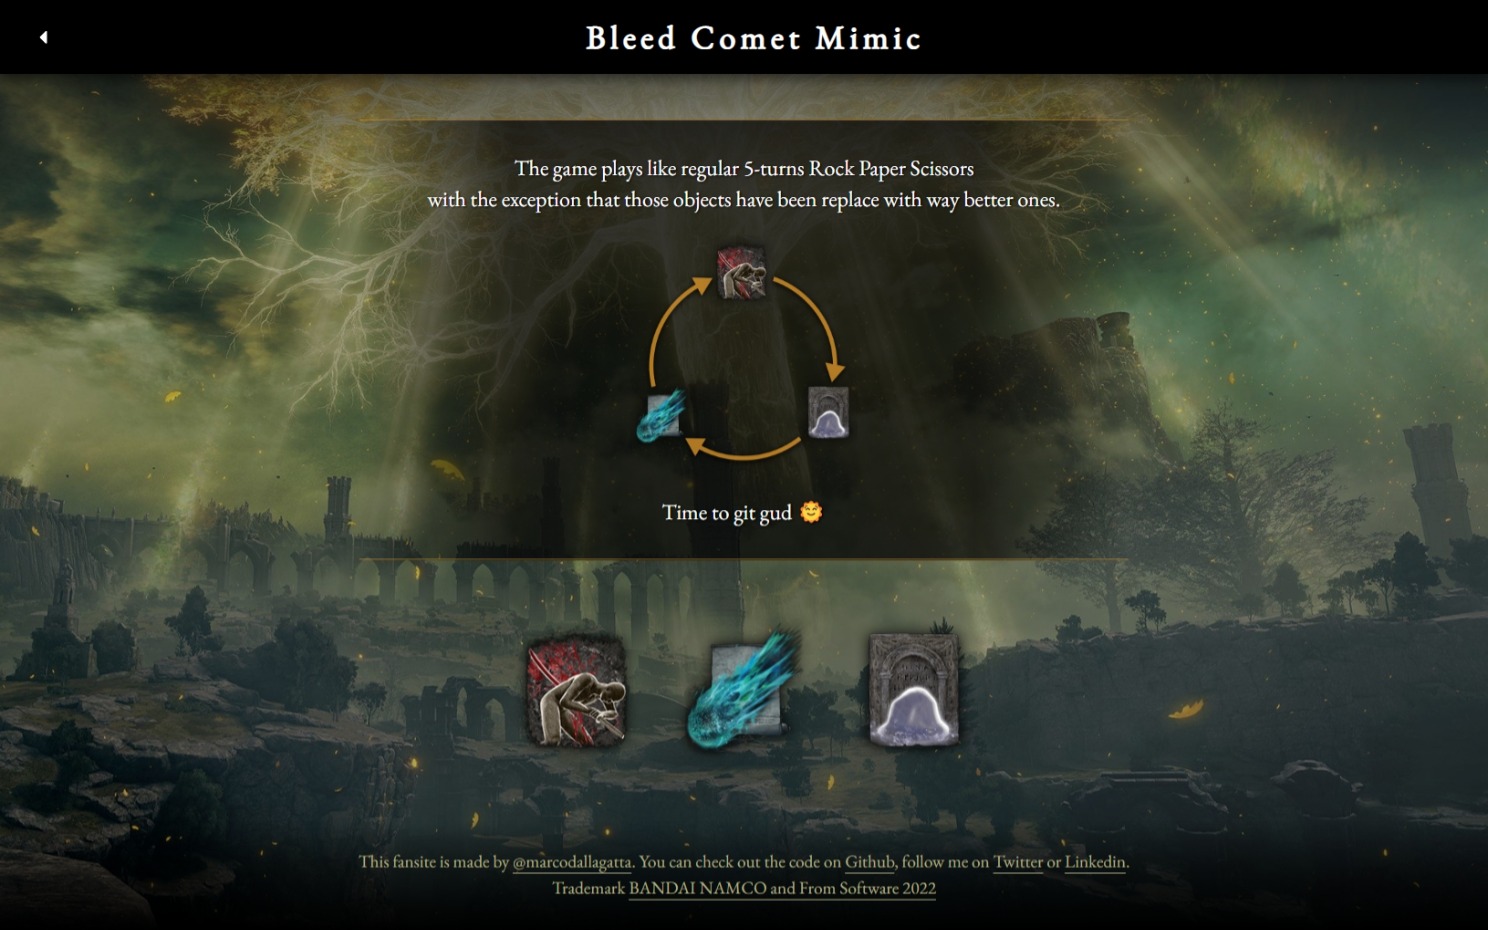 Bleed Comet Mimic
The game plays like regular 5-turns Rock Paper Scissors
with the exception that those objects have been replace with way better ones.
Time to git gud 🌞
This fansite is made by @marcodallagatta. You can check out the code on Github, follow me on Twitter or Linkedin.
Trademark BANDAI NAMCO and From Software 2022